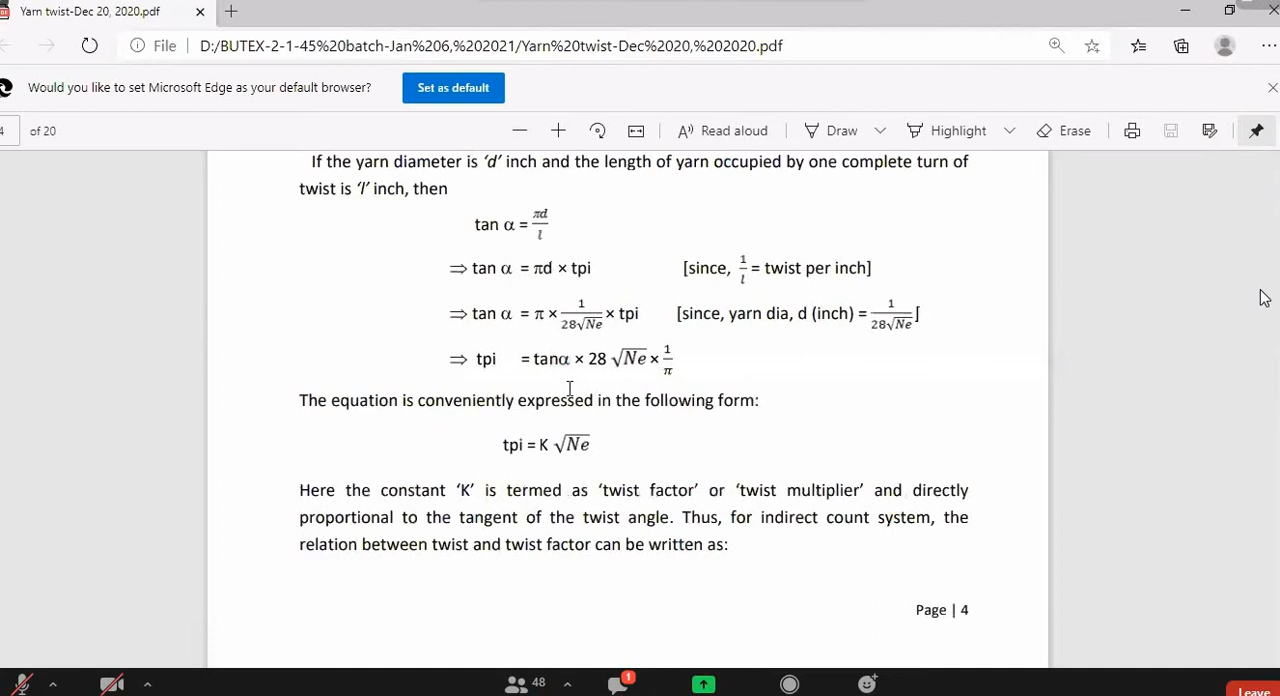 Yarn twist-Dec 20, 2020.pdf
File D:/BUTEX-2-1-45%20batch-Jan%206,%202021/Yarn%20twist-Dec%2020,%202020.pdf
Would you like to set Microsoft Edge as your default browser? Set as default
4 of 20 Read aloud Draw Highlight Erase
If the yarn diameter is ‘d’ inch and the length of yarn occupied by one complete turn of
twist is ‘l’ inch, then
tan α = πd/l
⇒ tan α = πd × tpi [since, 1/l = twist per inch]
⇒ tan α = π × 1/28√Ne × tpi [since, yarn dia, d (inch) = 1/28√Ne]
⇒ tpi = tanα × 28 √Ne × 1/π
The equation is conveniently expressed in the following form:
tpi = K √Ne
Here the constant ‘K’ is termed as ‘twist factor’ or ‘twist multiplier’ and directly
proportional to the tangent of the twist angle. Thus, for indirect count system, the
relation between twist and twist factor can be written as:
Page | 4
48 1 Leave